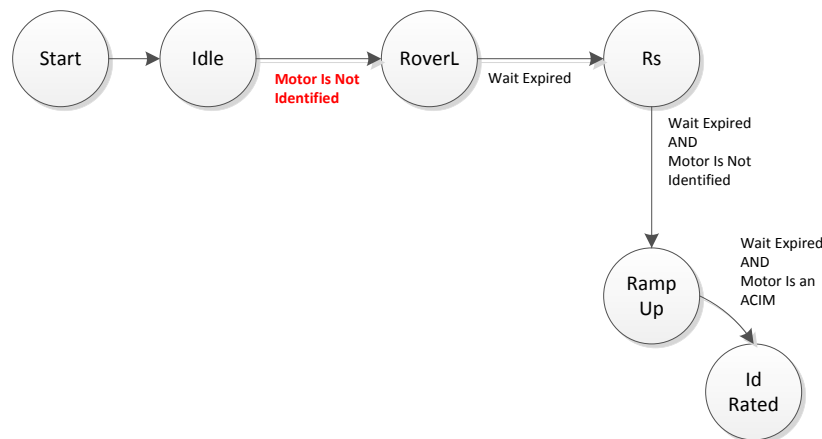 Start
Idle
Motor Is Not
Identified
RoverL
Wait Expired
Rs
Wait Expired
AND
Motor Is Not
Identified
Ramp
Up
Wait Expired
AND
Motor Is an
ACIM
Id
Rated